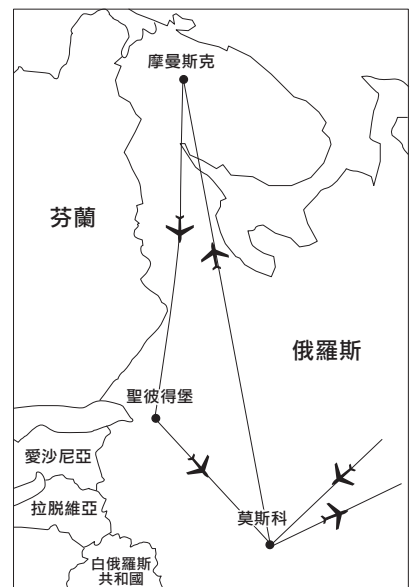 摩曼斯克
芬蘭
俄羅斯
聖彼得堡
愛沙尼亞
拉脱維亞
莫斯科
白俄羅斯
共和國